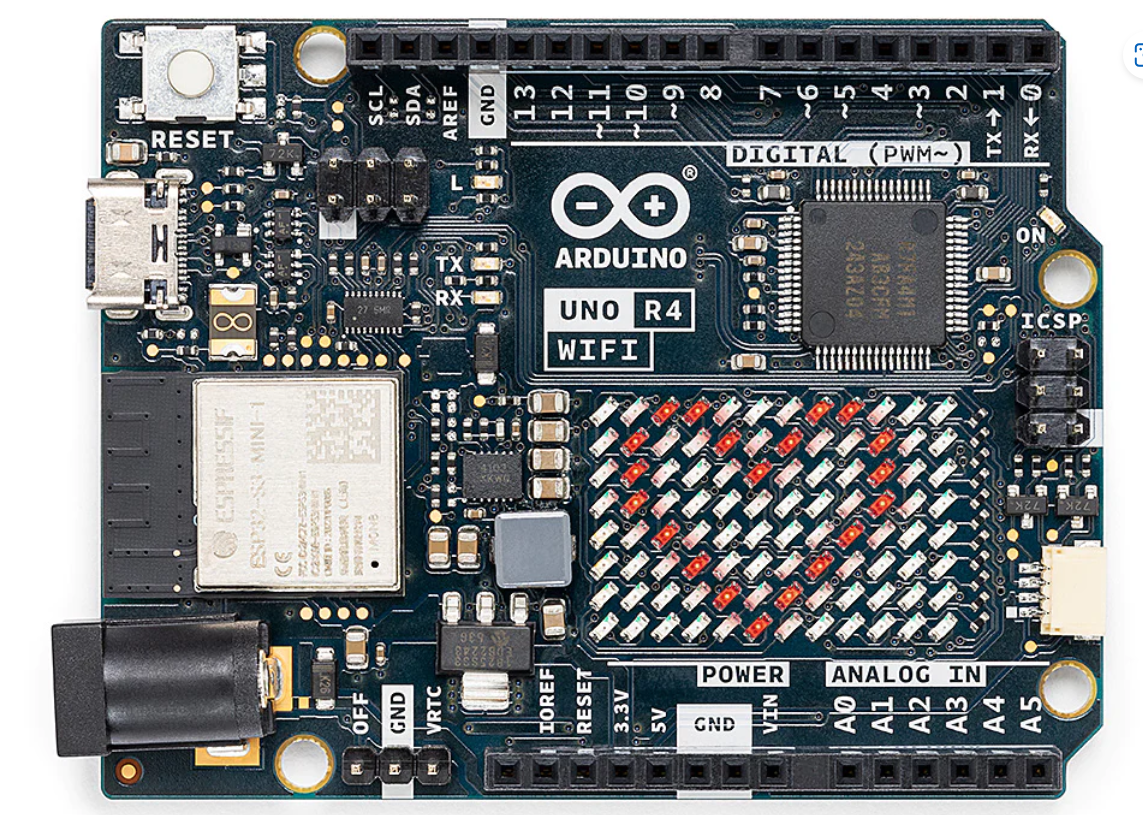 RESET
SCL
SDA
AREF
GND
13
12
~11
~10
~9
8
7
~6
~5
4
~3
2
TX→1
RX←0
DIGITAL (PWM~)
L
®
ARDUINO
TX
RX
UNO R4
WIFI
ON
ICSP
ESPRESSIF
ESP32-S3-MINI-1
CE
POWER
ANALOG IN
OFF
GND
VRTC
IOREF
RESET
3.3V
5V
GND
VIN
A0
A1
A2
A3
A4
A5